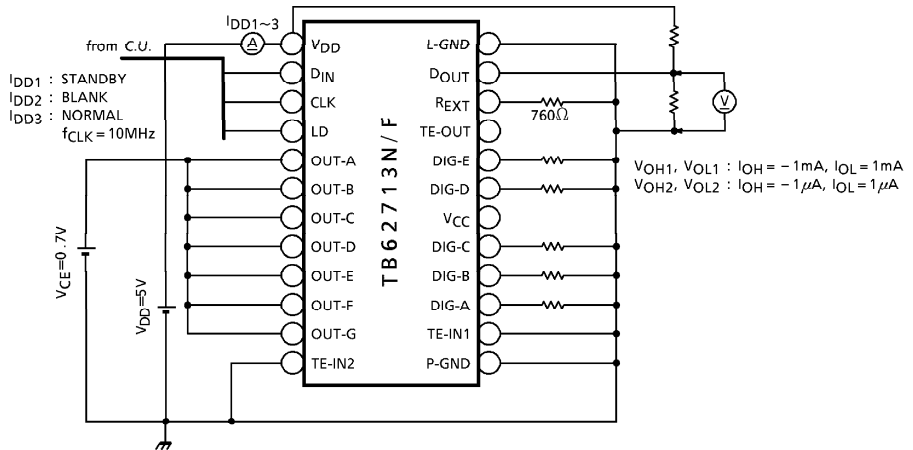 IDD1~3
A
from C.U.
IDD1 : STANDBY
IDD2 : BLANK
IDD3 : NORMAL
fCLK=10MHz
VCE=0.7V
VDD=5V
TB62713N/F
VDD
DIN
CLK
LD
OUT-A
OUT-B
OUT-C
OUT-D
OUT-E
OUT-F
OUT-G
TE-IN2
L-GND
DOUT
REXT
TE-OUT
DIG-E
DIG-D
VCC
DIG-C
DIG-B
DIG-A
TE-IN1
P-GND
760Ω
V
VOH1, VOL1 : IOH=−1mA, IOL=1mA
VOH2, VOL2 : IOH=−1μA, IOL=1μA